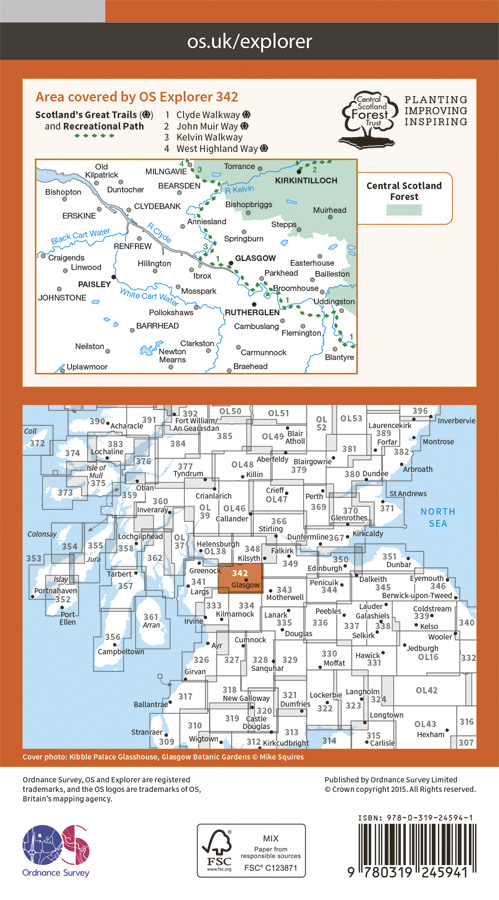 os.uk/explorer
Area covered by OS Explorer 342
Scotland's Great Trails ( )
and Recreational Path
1 Clyde Walkway
2 John Muir Way
3 Kelvin Walkway
4 West Highland Way
Central
Scotland
Forest
Trust
PLANTING
IMPROVING
INSPIRING
Central Scotland
Forest
Old
Kilpatrick
MILNGAVIE
4
3
Torrance
2
KIRKINTILLOCH
Bishopton
Duntocher
BEARSDEN
R Kelvin
ERSKINE
CLYDEBANK
Bishopbriggs
Muirhead
Anniesland
Stepps
Black Cart Water
R Clyde
RENFREW
Springburn
3
Craigends
Linwood
Hillington
1
GLASGOW
Easterhouse
Ibrox
Parkhead
Bailleston
PAISLEY
Mosspark
Broomhouse
JOHNSTONE
White Cart Water
1
Uddingston
Pollokshaws
RUTHERGLEN
BARRHEAD
Cambuslang
Flemington
1
Neilston
Clarkston
Newton
Mearns
Carmunnock
Blantyre
Uplawmoor
Braehead
390
Acharacle
391
392
Fort William/
An Gearasdan
OL50
OL51
OL
52
OL53
396
Inverbervie
Coll
372
374
383
Lochaline
384
385
OL49
Blair
Atholl
Laurencekirk
389
Forfar
382
Montrose
Isle of
Mull
375
376
377
Tyndrum
OL48
Killin
Aberfeldy
379
Blairgowrie
381
380
Dundee
Arbroath
373
Oban
359
360
Inveraray
Crianlarich
OL
39
OL46
Callander
Crieff
OL47
Perth
369
370
Glenrothes
St Andrews
371
NORTH
SEA
Colonsay
353
354
355
Jura
Lochgilphead
358
362
OL
37
Helensburgh
OL38
Stirling
366
348
Kilsyth
Dunfermline
367
Kirkcaldy
Falkirk
349
350
Edinburgh
351
Dunbar
Islay
Portnahaven
352
Port
Ellen
Tarbert
357
Greenock
341
Largs
342
Glasgow
343
Motherwell
Penicuik
344
Dalkeith
345
Eyemouth
346
Berwick-upon-Tweed
361
Arran
356
Campbeltown
333
Irvine
Kilmarnock
334
Lanark
335
Douglas
336
Peebles
337
Lauder
Galashiels
338
Selkirk
Coldstream
339
Kelso
Wooler
340
Ayr
326
327
Cumnock
328
Sanquhar
329
330
Moffat
Hawick
331
Jedburgh
OL16
332
Girvan
Ballantrae
317
318
New Galloway
319
320
Castle
Douglas
321
Dumfries
Lockerbie
322
323
Langholm
324
Longtown
OL42
OL43
Hexham
316
307
Stranraer
309
310
Wigtown
312
313
Kirkcudbright
314
315
Carlisle
Cover photo: Kibble Palace Glasshouse, Glasgow Botanic Gardens © Mike Squires
Ordnance Survey, OS and Explorer are registered
trademarks, and the OS logos are trademarks of OS,
Britain's mapping agency.
Published by Ordnance Survey Limited
© Crown copyright 2015. All rights reserved.
Ordnance Survey
FSC
www.fsc.org
MIX
Paper from
responsible sources
FSC® C123871
ISBN: 978-0-319-24594-1
9 780319 245941